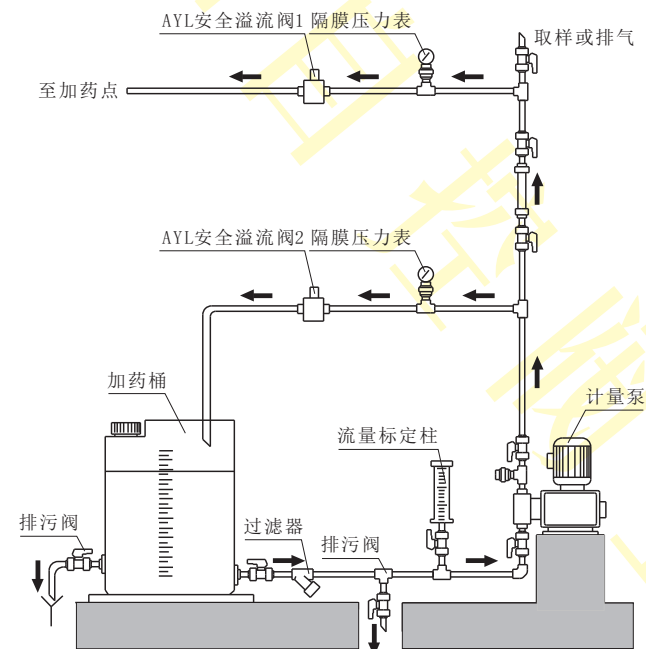 AYL安全溢流阀1 隔膜压力表
取样或排气
至加药点
AYL安全溢流阀2 隔膜压力表
加药桶
计量泵
流量标定柱
排污阀
过滤器
排污阀